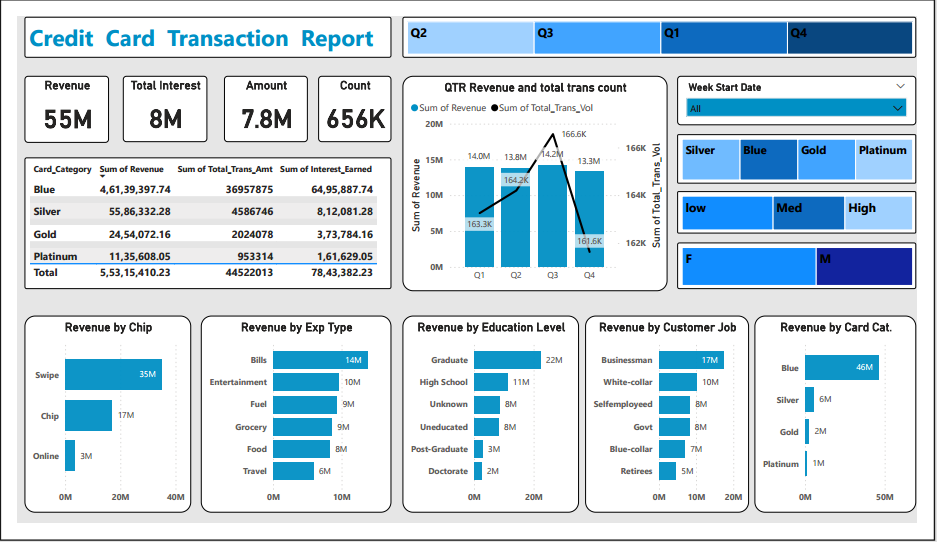 Credit Card Transaction Report
Q2 Q3 Q1 Q4
Revenue
55M
Total Interest
8M
Amount
7.8M
Count
656K
QTR Revenue and total trans count
Sum of Revenue Sum of Total_Trans_Vol
Sum of Revenue
20M
15M
10M
5M
0M
14.0M 13.8M 14.2M 13.3M
163.3K 164.2K 166.6K 161.6K
Q1 Q2 Q3 Q4
166K
164K
162K
Sum of Total_Trans_Vol
Week Start Date
All
Silver Blue Gold Platinum
low Med High
F M
Card_Category Sum of Revenue Sum of Total_Trans_Amt Sum of Interest_Earned
Blue 4,61,39,397.74 36957875 64,95,887.74
Silver 55,86,332.28 4586746 8,12,081.28
Gold 24,54,072.16 2024078 3,73,784.16
Platinum 11,35,608.05 953314 1,61,629.05
Total 5,53,15,410.23 44522013 78,43,382.23
Revenue by Chip
Swipe 35M
Chip 17M
Online 3M
0M 20M 40M
Revenue by Exp Type
Bills 14M
Entertainment 10M
Fuel 9M
Grocery 9M
Food 8M
Travel 6M
0M 10M
Revenue by Education Level
Graduate 22M
High School 11M
Unknown 8M
Uneducated 8M
Post-Graduate 3M
Doctorate 2M
0M 20M
Revenue by Customer Job
Businessman 17M
White-collar 10M
Selfemployeed 8M
Govt 8M
Blue-collar 7M
Retirees 5M
0M 10M 20M
Revenue by Card Cat.
Blue 46M
Silver 6M
Gold 2M
Platinum 1M
0M 50M